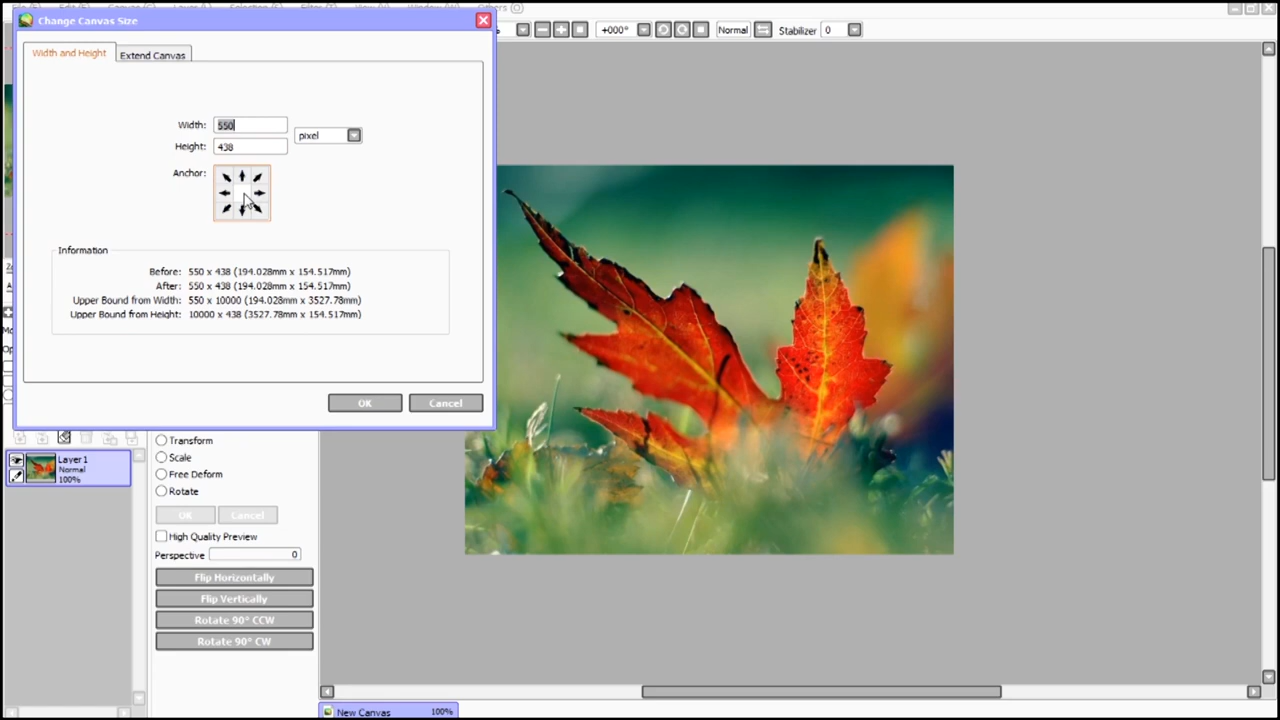 Change Canvas Size
+000°
Normal
Stabilizer 0
Width and Height
Extend Canvas
Width: 550
pixel
Height: 438
Anchor:
Information
Before: 550 x 438 (194.028mm x 154.517mm)
After: 550 x 438 (194.028mm x 154.517mm)
Upper Bound from Width: 550 x 10000 (194.028mm x 3527.78mm)
Upper Bound from Height: 10000 x 438 (3527.78mm x 154.517mm)
OK
Cancel
Layer1
Normal
100%
Transform
Scale
Free Deform
Rotate
OK
Cancel
High Quality Preview
Perspective 0
Flip Horizontally
Flip Vertically
Rotate 90° CCW
Rotate 90° CW
New Canvas 100%